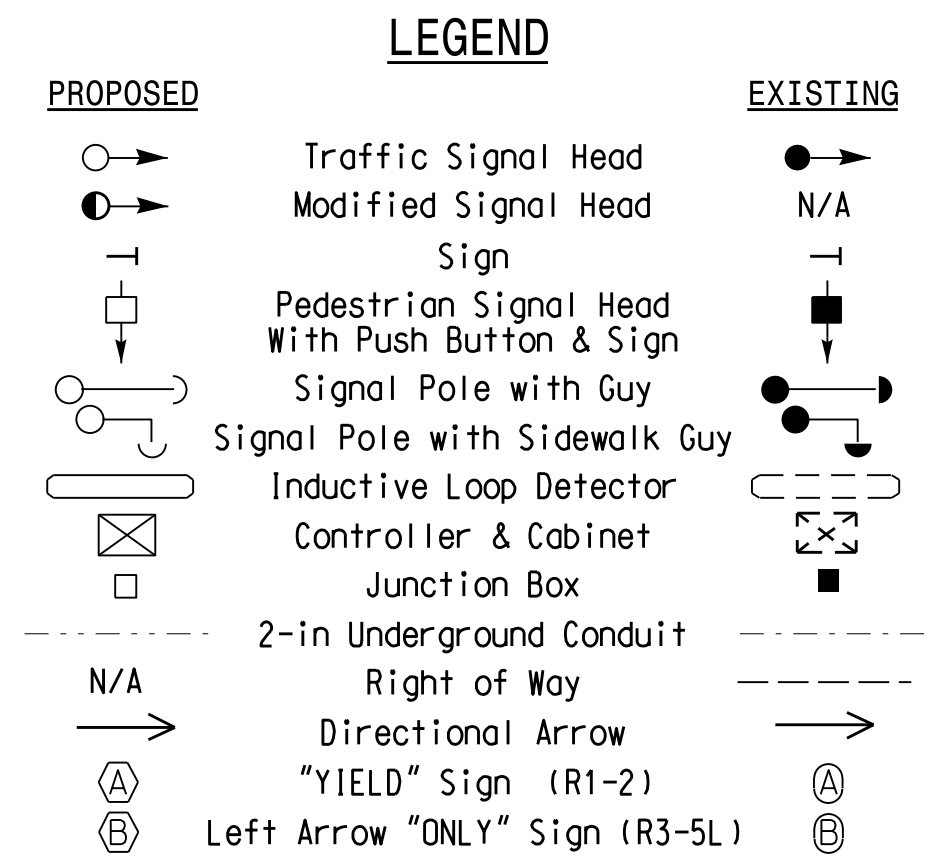 LEGEND
PROPOSED EXISTING
Traffic Signal Head
Modified Signal Head N/A
Sign
Pedestrian Signal Head
With Push Button & Sign
Signal Pole with Guy
Signal Pole with Sidewalk Guy
Inductive Loop Detector
Controller & Cabinet
Junction Box
2-in Underground Conduit
N/A Right of Way
Directional Arrow
A "YIELD" Sign (R1-2) A
B Left Arrow "ONLY" Sign (R3-5L) B